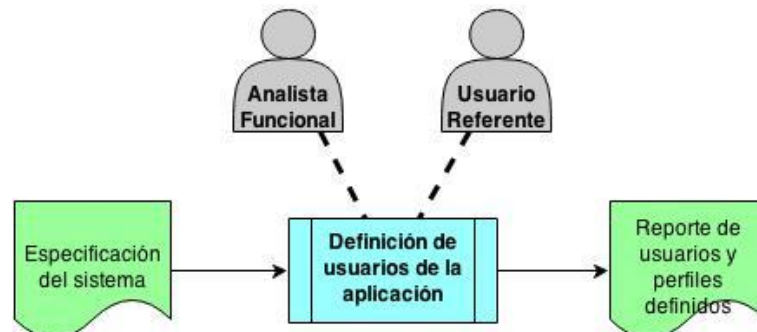 Analista
Funcional
Usuario
Referente
Especificación
del sistema
Definición de
usuarios de la
aplicación
Reporte de
usuarios y
perfiles
definidos